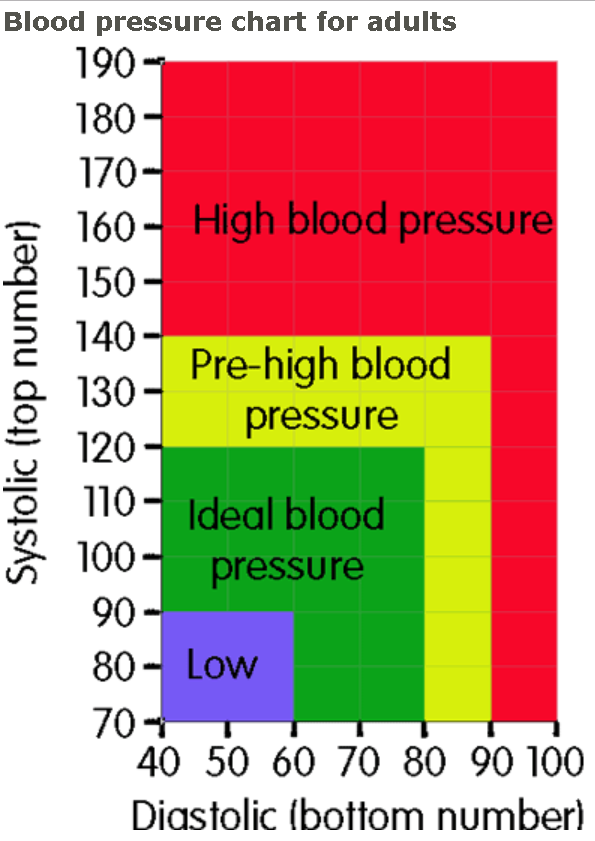 Blood pressure chart for adults
Systolic (top number)
190
180
170
160
150
140
130
120
110
100
90
80
70
High blood pressure
Pre-high blood
pressure
Ideal blood
pressure
Low
40 50 60 70 80 90 100
Diastolic (bottom number)